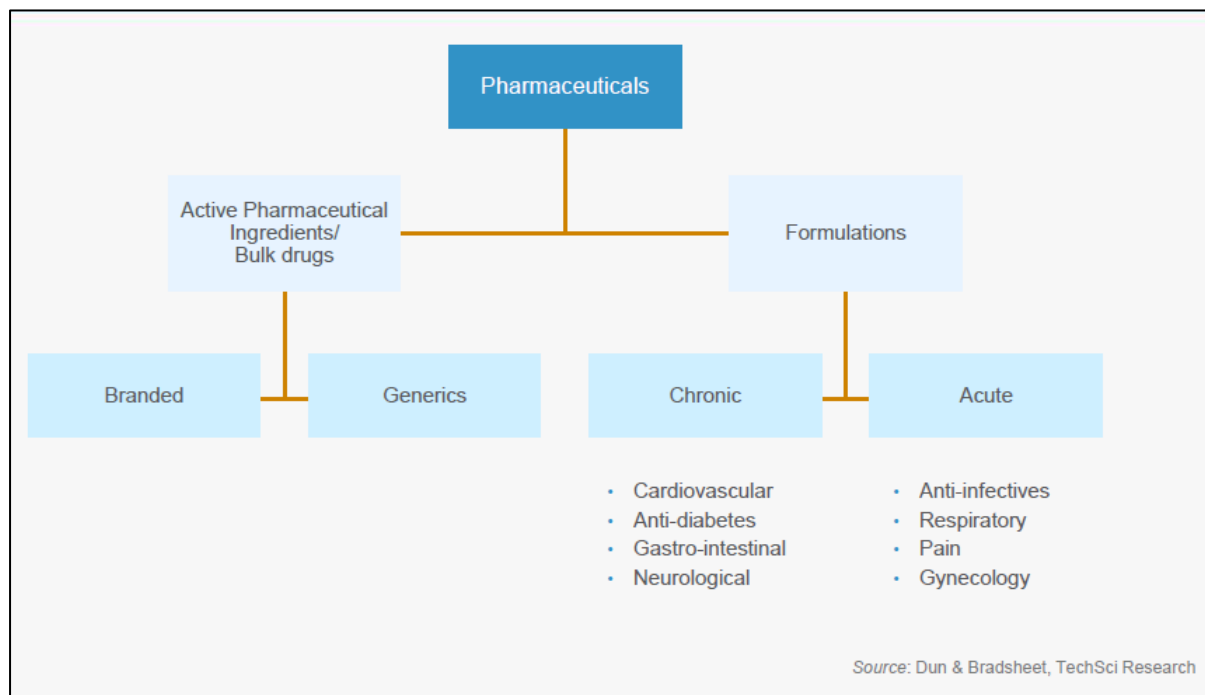 Pharmaceuticals
Active Pharmaceutical
Ingredients/
Bulk drugs
Formulations
Branded
Generics
Chronic
Acute
• Cardiovascular
• Anti-diabetes
• Gastro-intestinal
• Neurological
• Anti-infectives
• Respiratory
• Pain
• Gynecology
Source: Dun & Bradsheet, TechSci Research